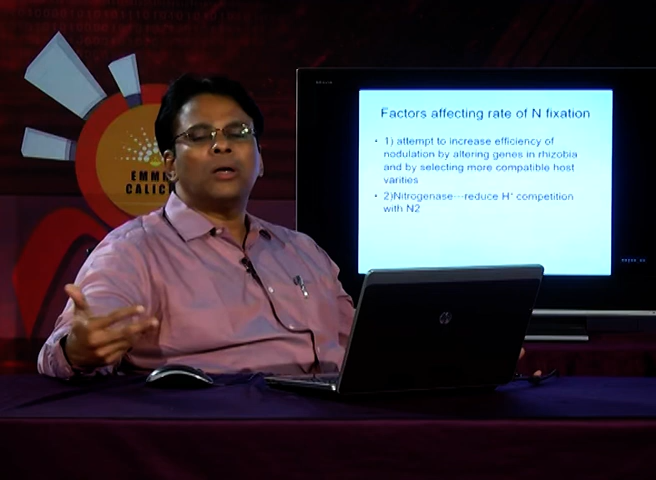 Factors affecting rate of N fixation
• 1) attempt to increase efficiency of
nodulation by altering genes in rhizobia
and by selecting more compatible host
varities
• 2)Nitrogenase---reduce H⁺ competition
with N2
EMM
CALIC
hp